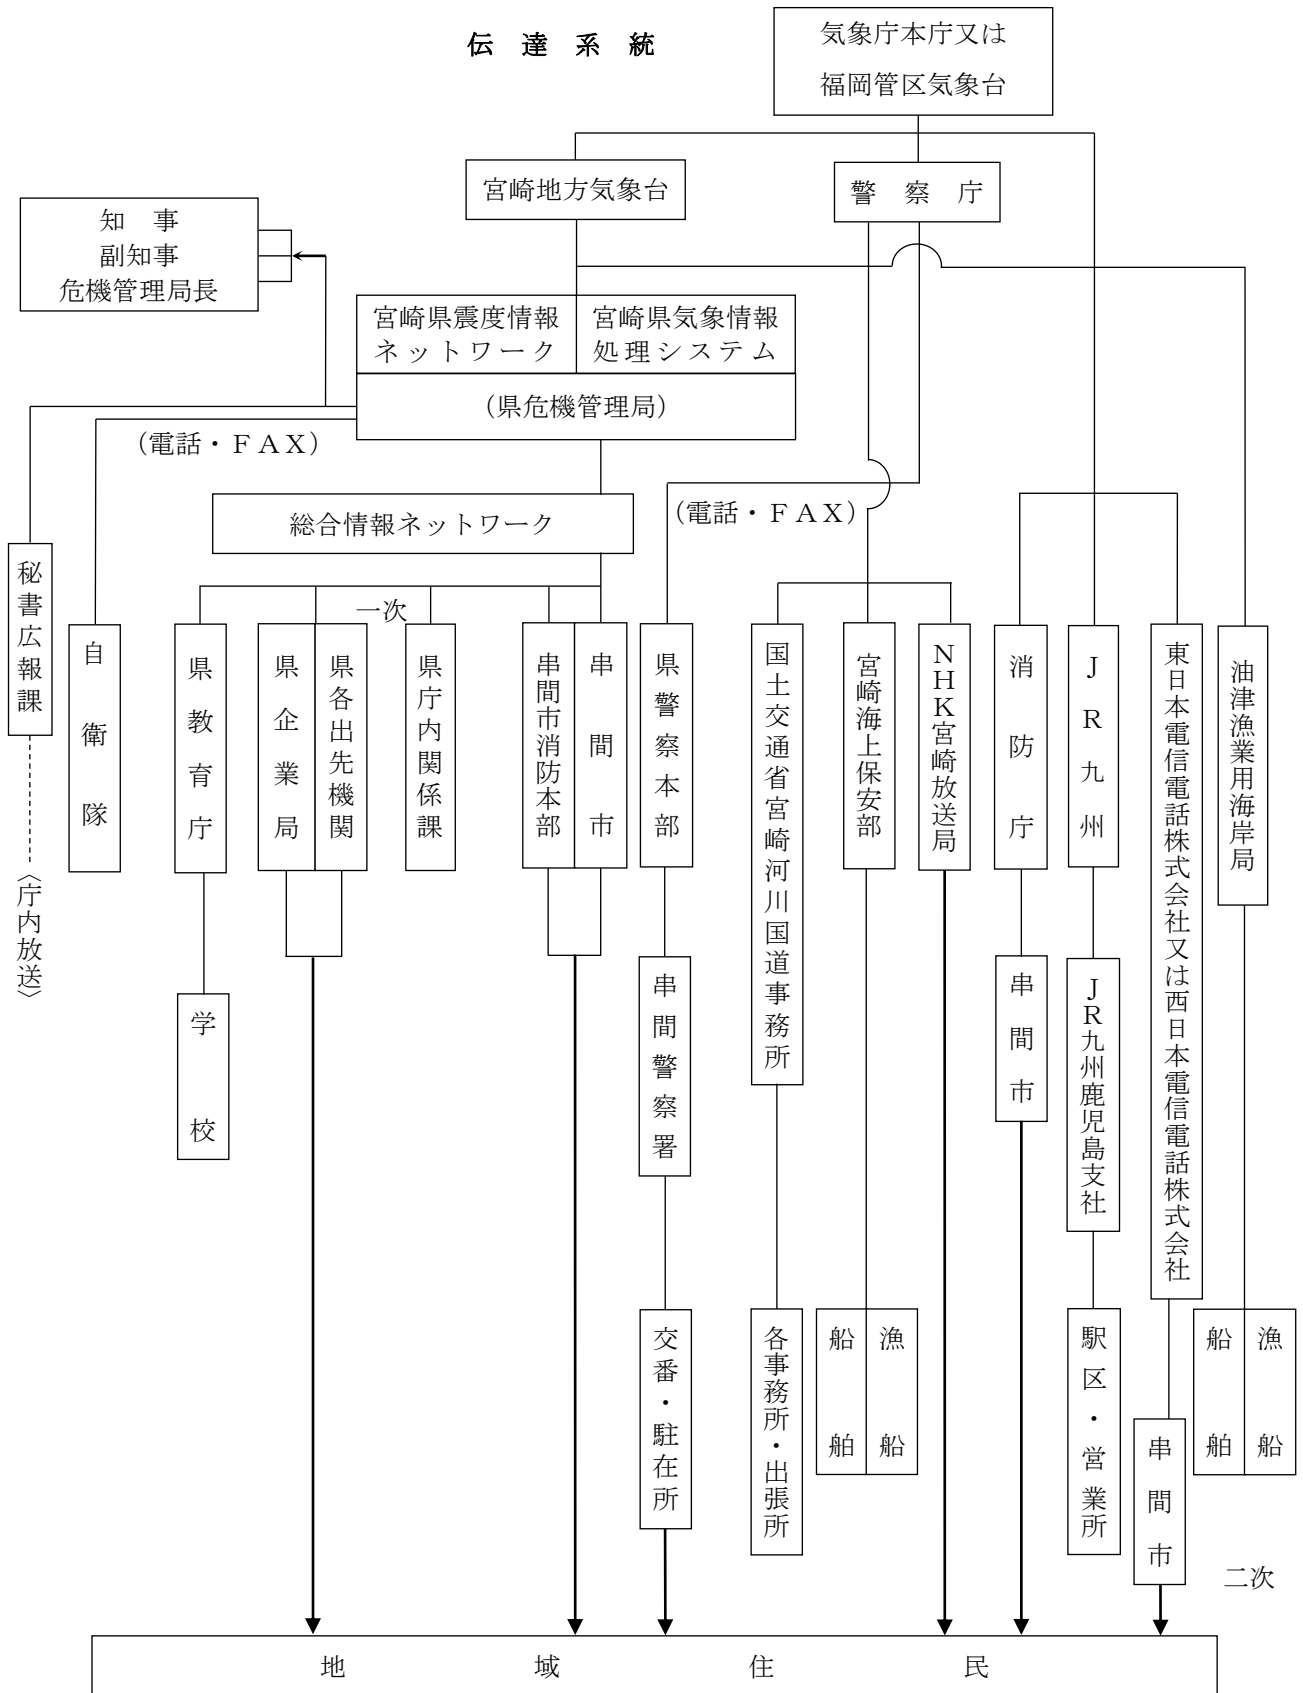 伝達系統
気象庁本庁又は
福岡管区気象台
宮崎地方気象台
警察庁
知事
副知事
危機管理局長
宮崎県震度情報
ネットワーク
宮崎県気象情報
処理システム
（県危機管理局）
（電話・ＦＡＸ）
総合情報ネットワーク
（電話・ＦＡＸ）
一次
秘書広報課
〈庁内放送〉
自衛隊
県教育庁
県企業局
県各出先機関
県庁内関係課
串間市消防本部
串間市
県警察本部
国土交通省宮崎河川国道事務所
宮崎海上保安部
ＮＨＫ宮崎放送局
消防庁
ＪＲ九州
東日本電信電話株式会社又は西日本電信電話株式会社
油津漁業用海岸局
学校
串間警察署
串間市
ＪＲ九州鹿児島支社
交番・駐在所
各事務所・出張所
船舶
漁船
駅区・営業所
串間市
船舶
漁船
二次
地域住民